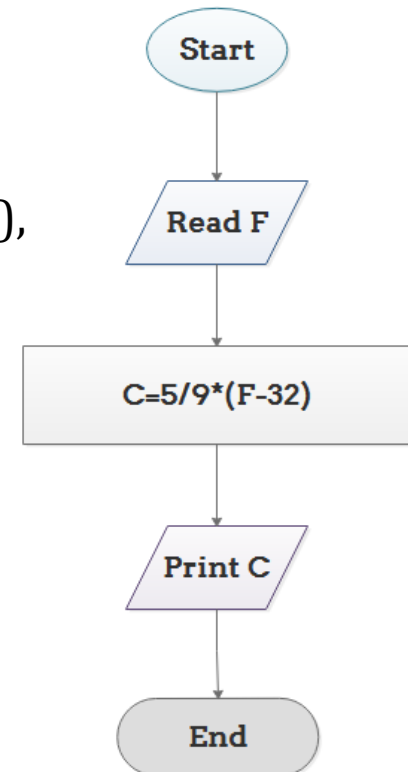 Start
),
Read F
C=5/9*(F-32)
Print C
End